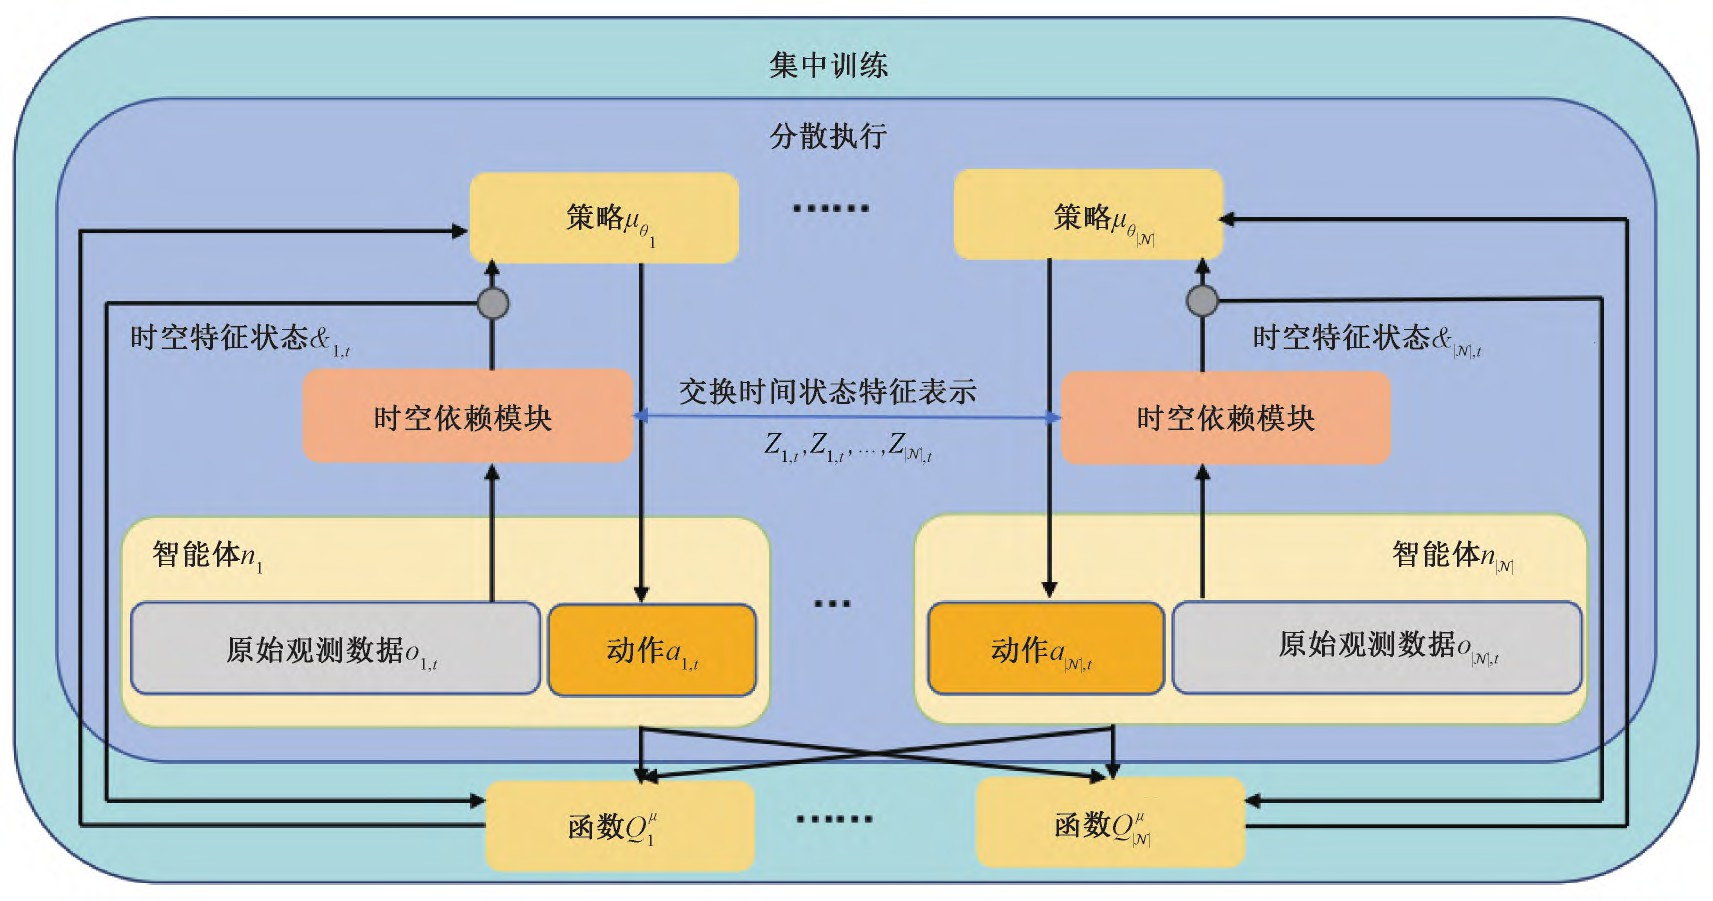 集中训练
分散执行
策略μθ1
……
策略μθ|N|
时空特征状态&1,t
时空特征状态&|N|,t
交换时间状态特征表示
时空依赖模块
时空依赖模块
Z1,t,Z1,t,…,Z|N|,t
智能体n1
智能体n|N|
…
原始观测数据o1,t
动作a1,t
动作a|N|,t
原始观测数据o|N|,t
函数Q1μ
……
函数Q|N|μ